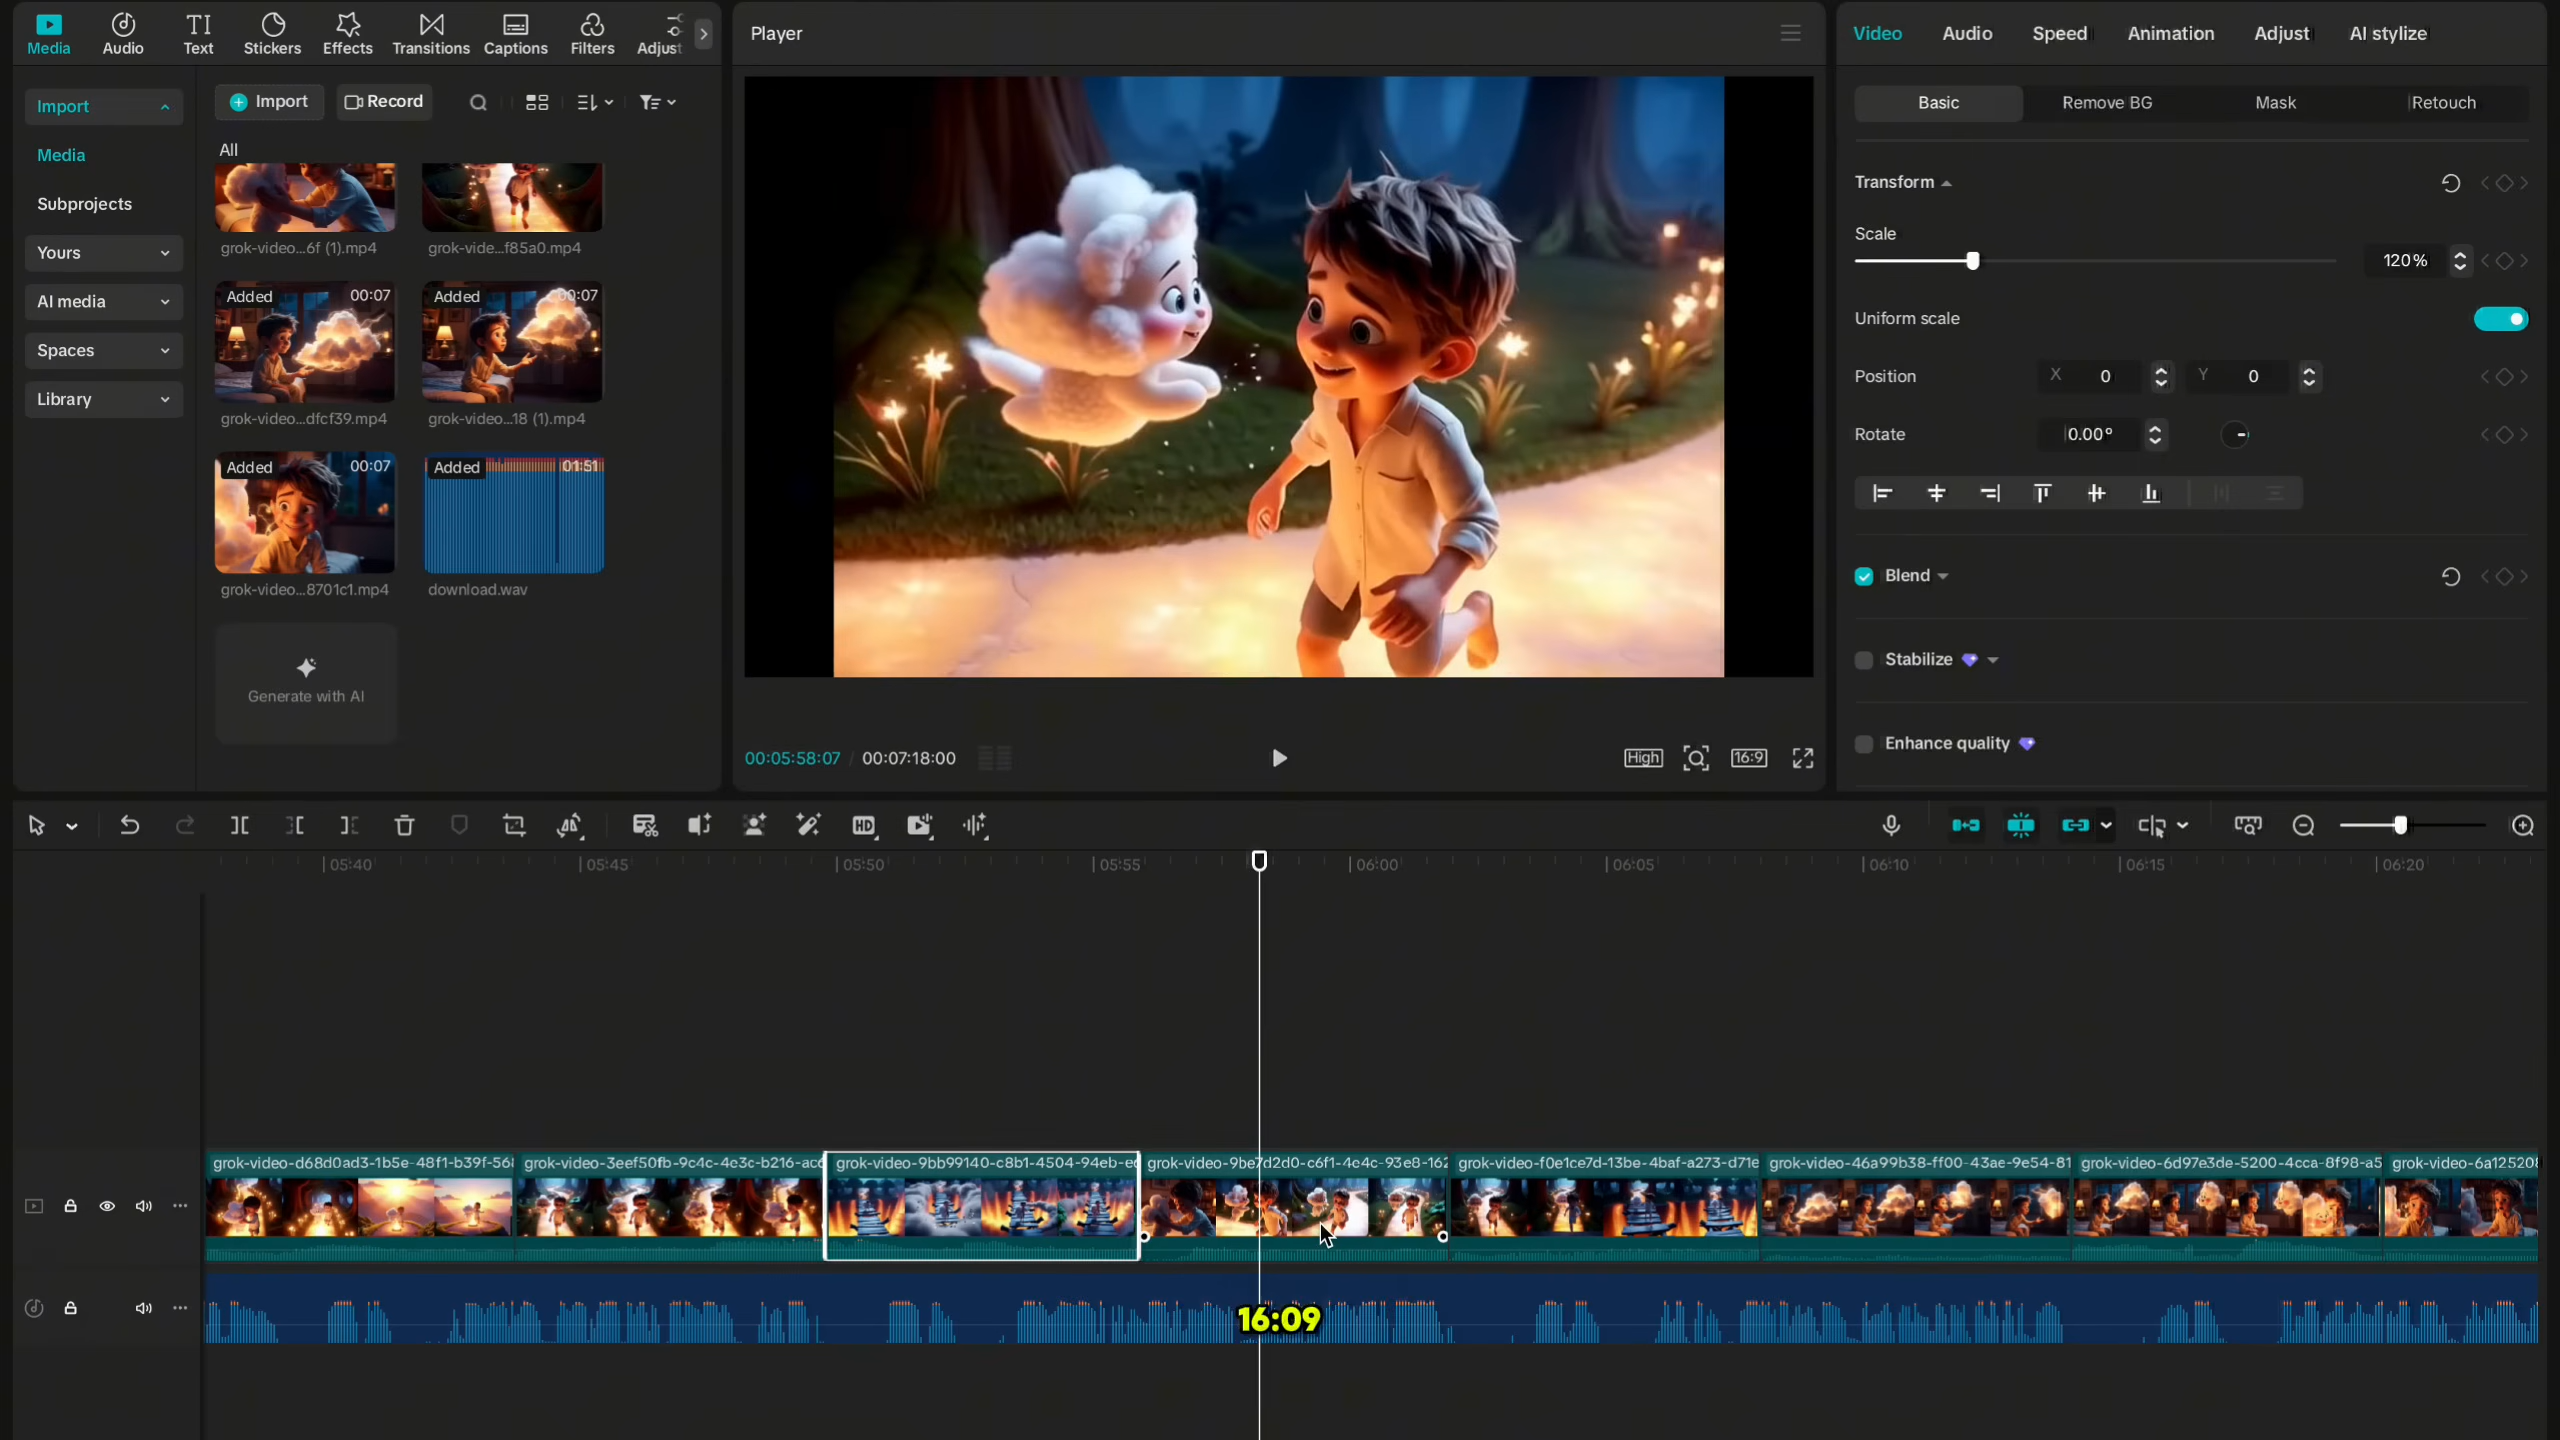 Media
Audio
Text
Stickers
Effects
Transitions
Captions
Filters
Adjust
Import
Media
Subprojects
Yours
AI media
Spaces
Library
Import
Record
All
grok-video...6f (1).mp4
grok-vide...f85a0.mp4
Added 00:07
Added 00:07
grok-video...dfcf39.mp4
grok-video...18 (1).mp4
Added 00:07
Added 01:51
grok-video...8701c1.mp4
download.wav
Generate with AI
Player
00:05:58:07 / 00:07:18:00
High
16:9
Video
Audio
Speed
Animation
Adjust
AI stylize
Basic
Remove BG
Mask
Retouch
Transform
Scale
120%
Uniform scale
Position X 0 Y 0
Rotate 0.00°
Blend
Stabilize
Enhance quality
HD
05:40 05:45 05:50 05:55 06:00 06:05 06:10 06:15 06:20
grok-video-d68d0ad3-1b5e-48f1-b39f-56
grok-video-3eef50fb-9c4c-4e3c-b216-ac
grok-video-9bb99140-c8b1-4504-94eb-e
grok-video-9be7d2d0-c6f1-4c4c-93e8-162
grok-video-f0e1ce7d-13be-4baf-a273-d71e
grok-video-46a99b38-ff00-43ae-9e54-81
grok-video-6d97e3de-5200-4cca-8f98-a5
grok-video-6a12520
16:09